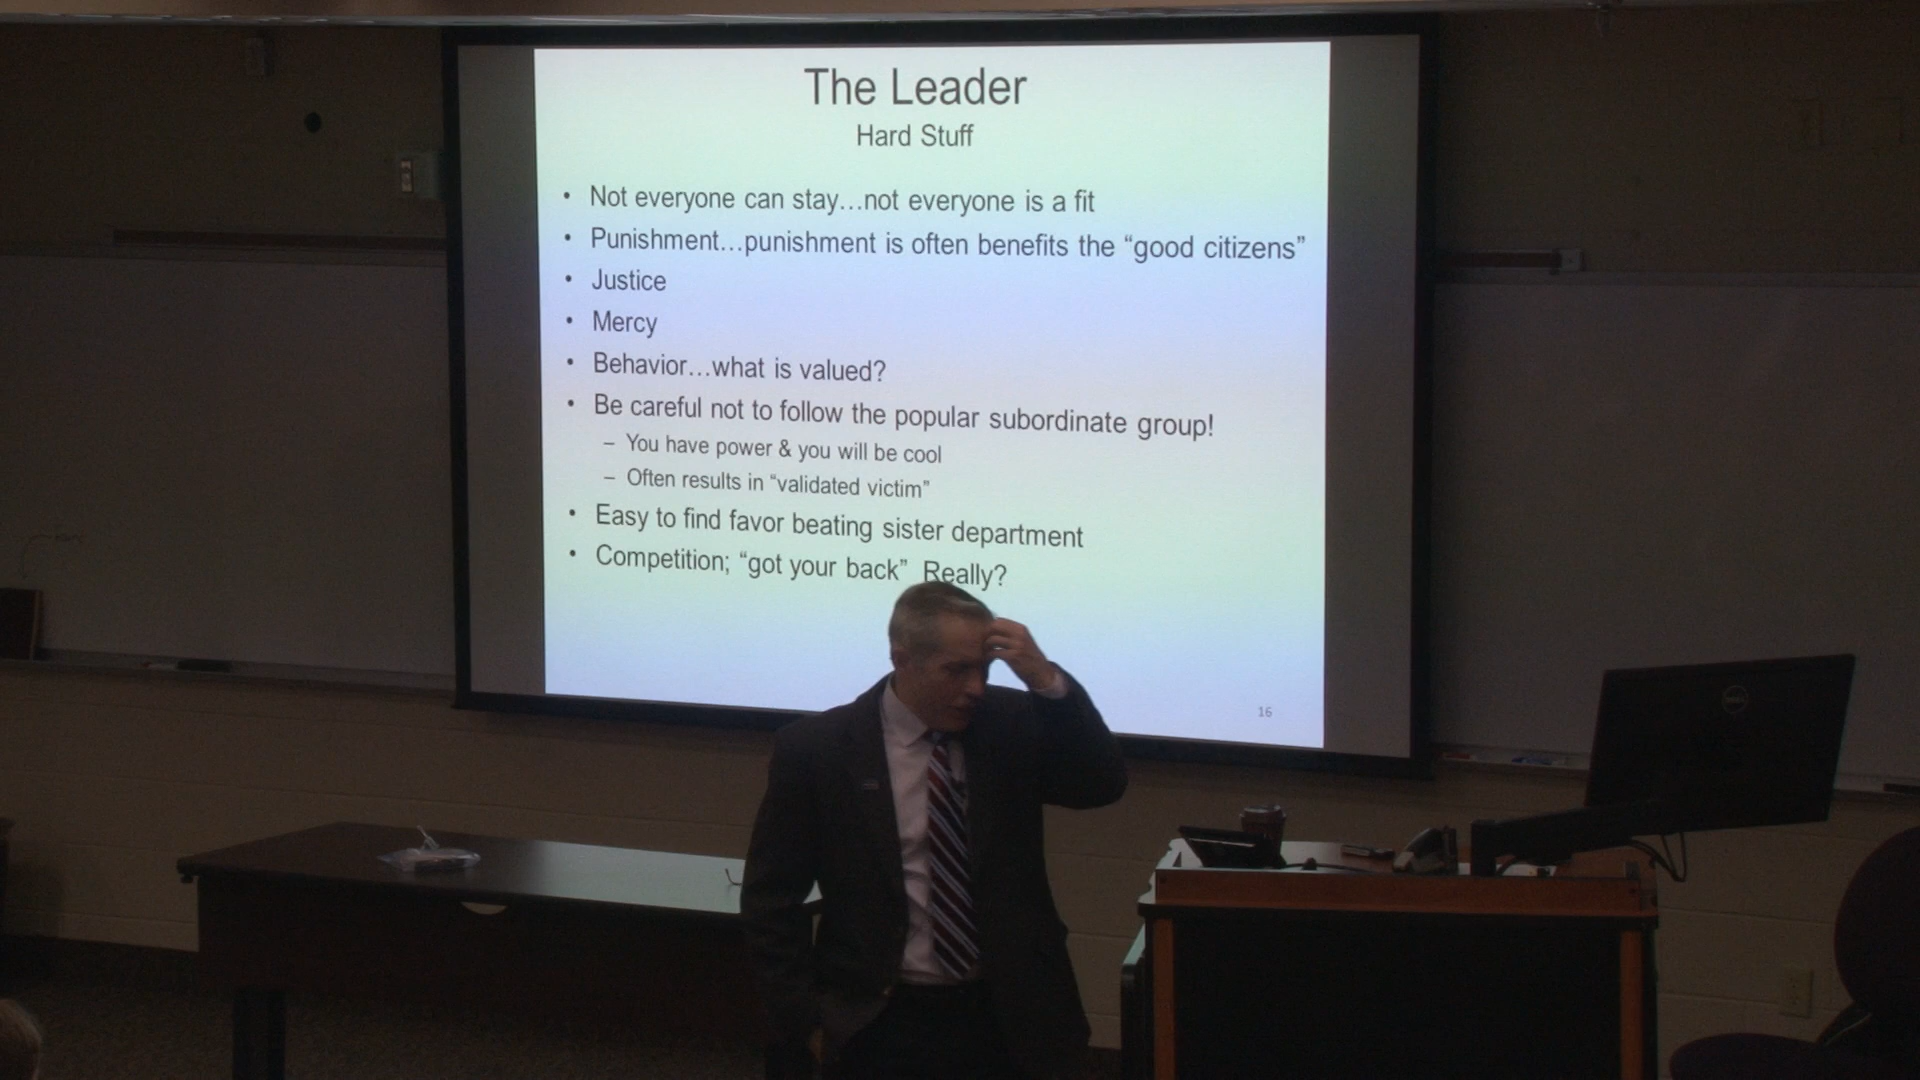 The Leader
Hard Stuff
• Not everyone can stay…not everyone is a fit
• Punishment…punishment is often benefits the “good citizens”
• Justice
• Mercy
• Behavior…what is valued?
• Be careful not to follow the popular subordinate group!
– You have power & you will be cool
– Often results in “validated victim”
• Easy to find favor beating sister department
• Competition; “got your back” Really?
16
DELL